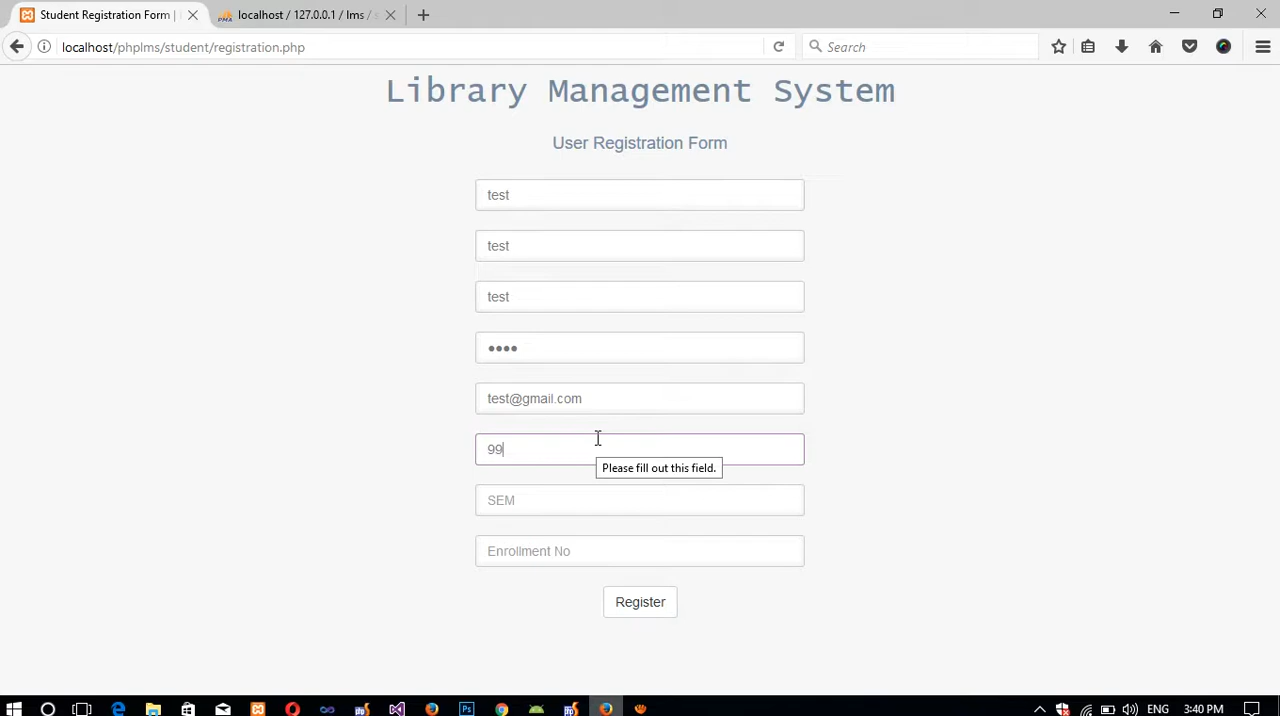 Student Registration Form |
localhost / 127.0.0.1 / lms /
localhost/phplms/student/registration.php
Search
Library Management System
User Registration Form
test
test
test
●●●●
test@gmail.com
99
Please fill out this field.
SEM
Enrollment No
Register
ENG
3:40 PM